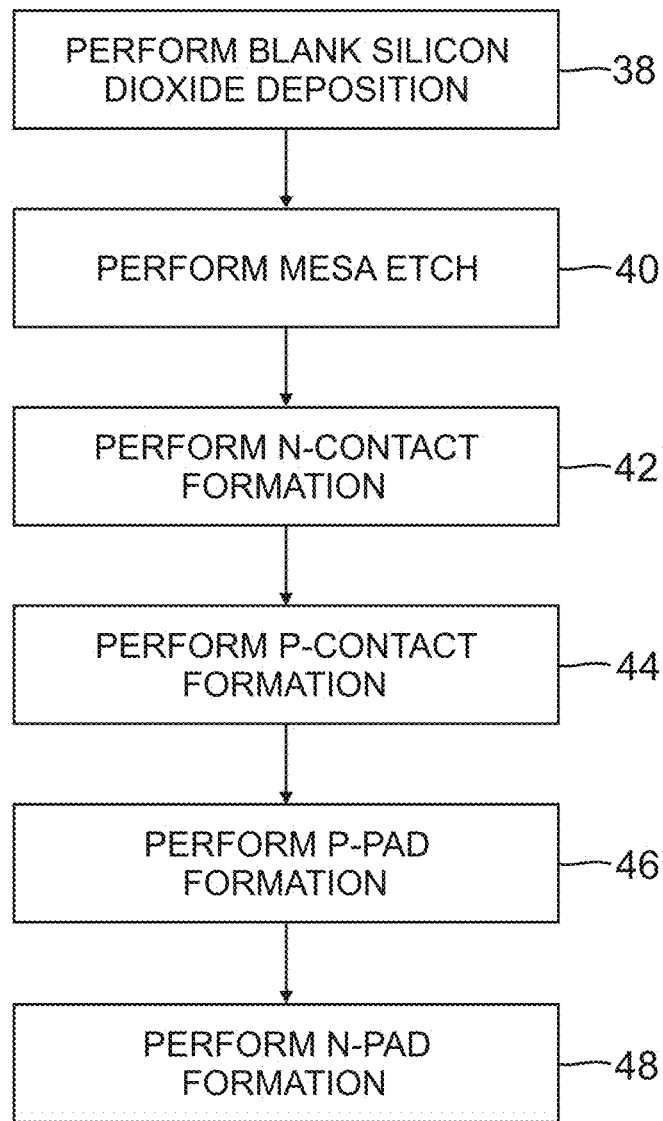 PERFORM BLANK SILICON
DIOXIDE DEPOSITION
38
PERFORM MESA ETCH
40
PERFORM N-CONTACT
FORMATION
42
PERFORM P-CONTACT
FORMATION
44
PERFORM P-PAD
FORMATION
46
PERFORM N-PAD
FORMATION
48